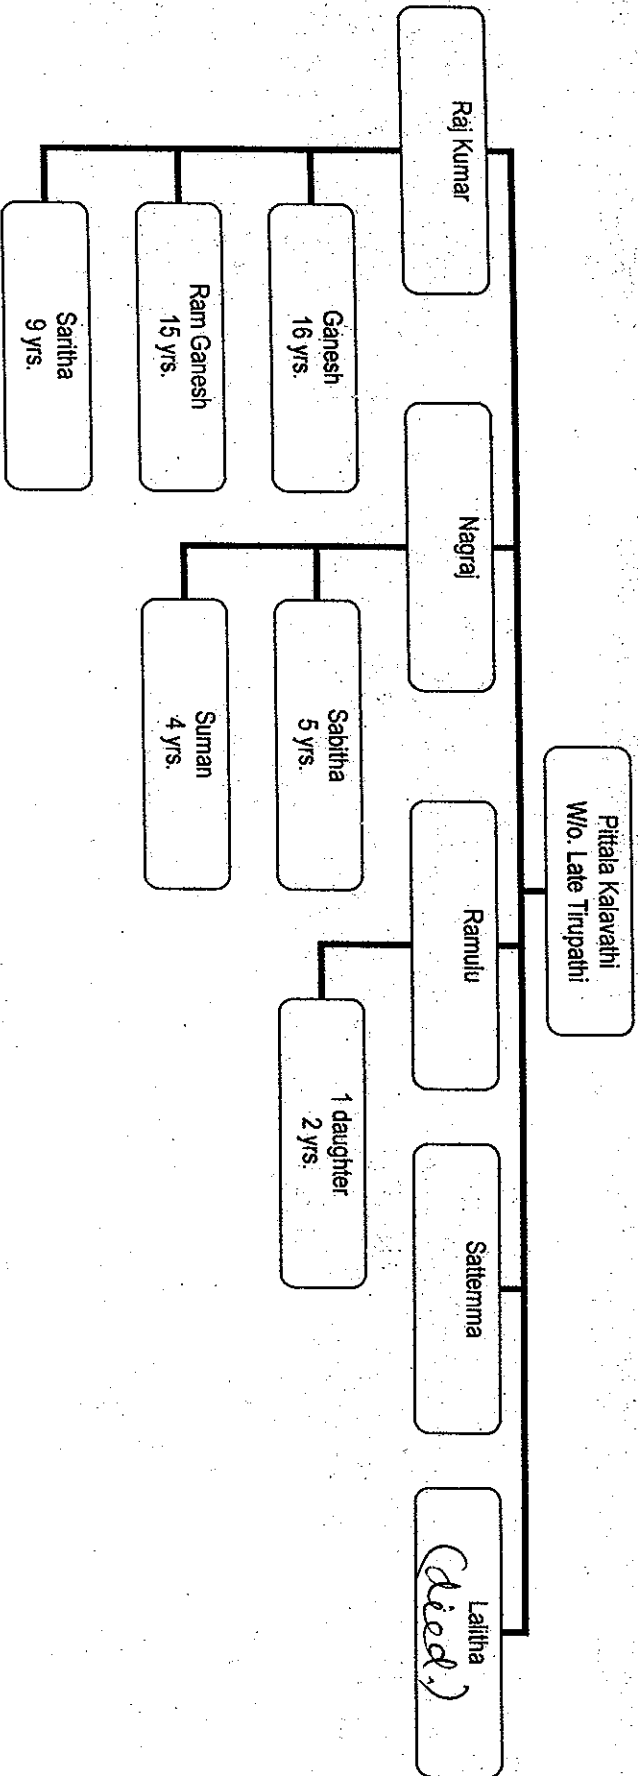 Pittala Kalavathi
W/o. Late Tirupathi
Raj Kumar
Nagraj
Ramulu
Sattemma
Lalitha
(died.)
Ganesh
16 yrs.
Ram Ganesh
15 yrs.
Saritha
9 yrs.
Sabitha
5 yrs.
Suman
4 yrs.
1 daughter
2 yrs.